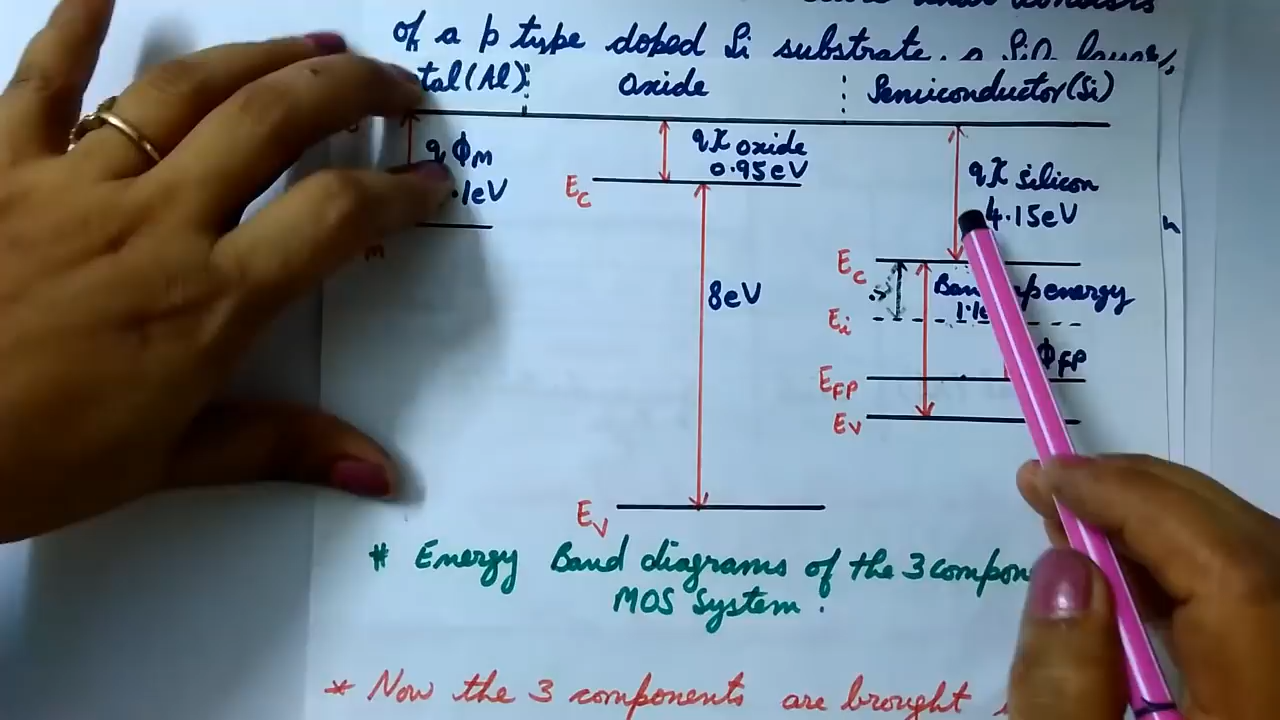 of a p type doped Si substrate, a SiO layer,
tal(Al) : Oxide : Semiconductor(Si)
qΦM
.1eV
qχ oxide
0.95eV
qχ silicon
4.15eV
Ec
Ec
8eV
energy
Ei
ΦFP
EFP
Ev
Ev
# Energy Band diagrams of the 3 compon
MOS System.
* Now the 3 components are brought